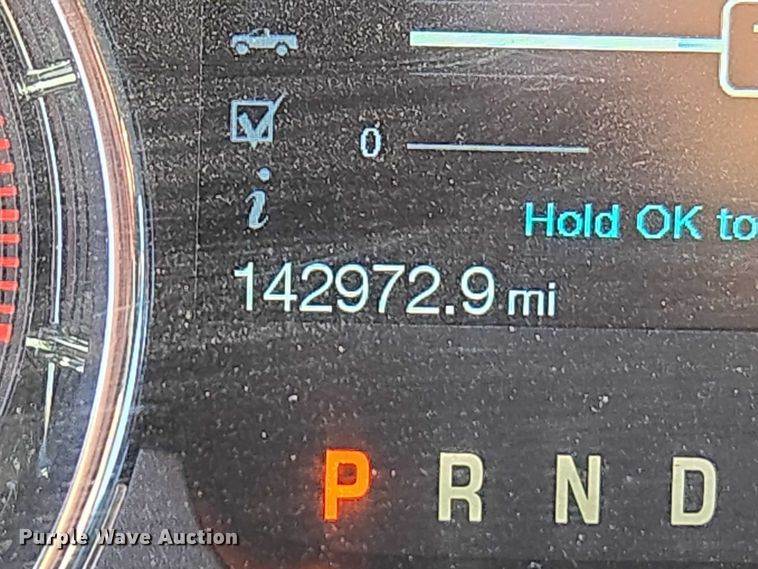 0
i
Hold OK to
142972.9 mi
P R N D
Purple Wave Auction